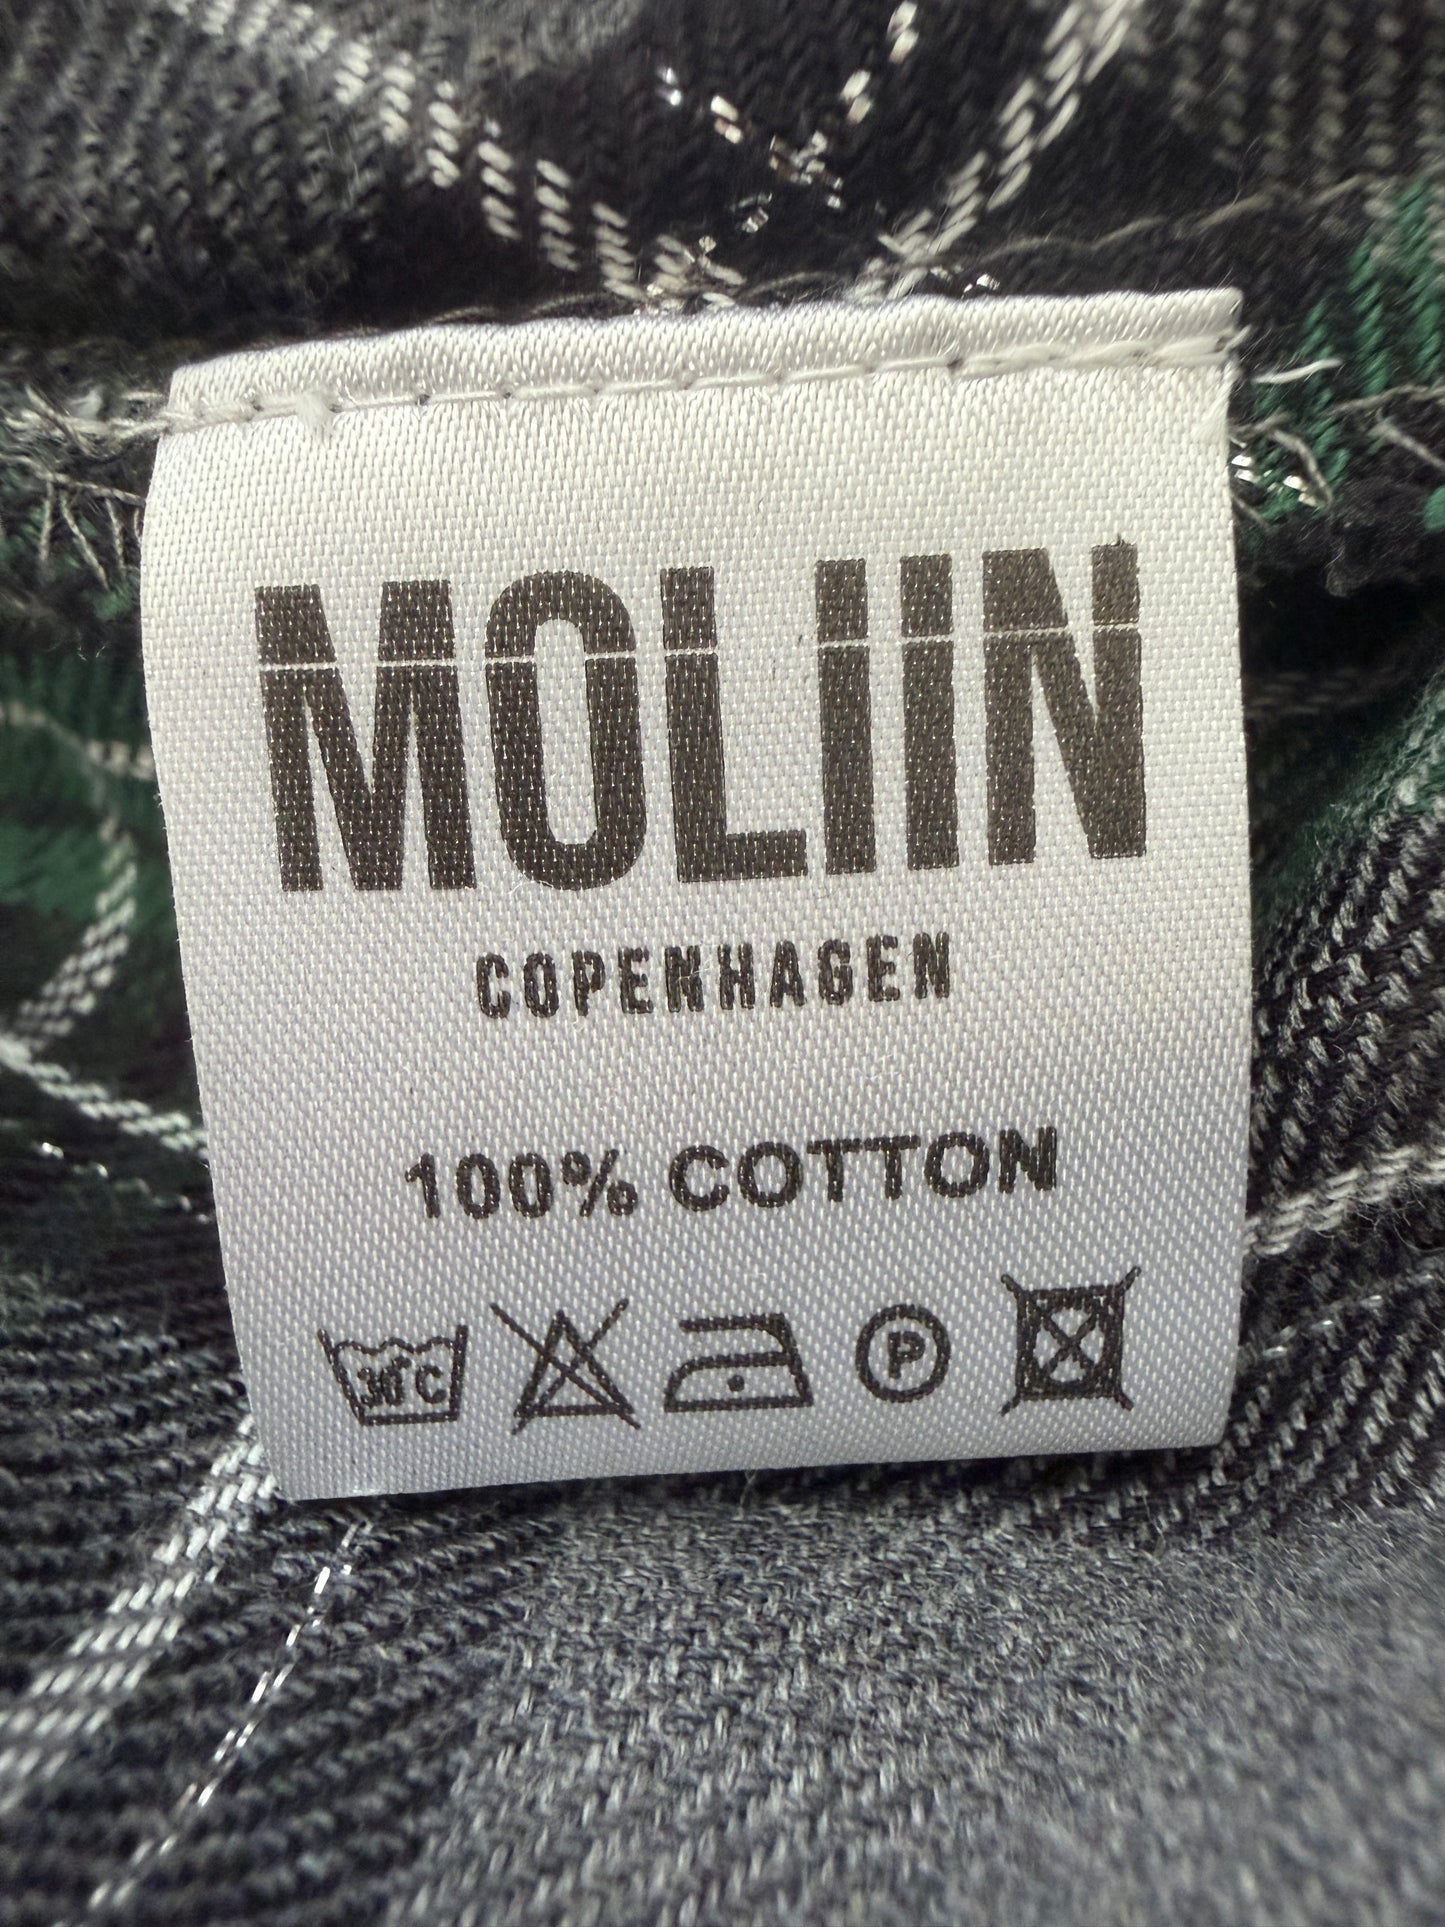 MOLIIN
COPENHAGEN
100% COTTON
30°C P